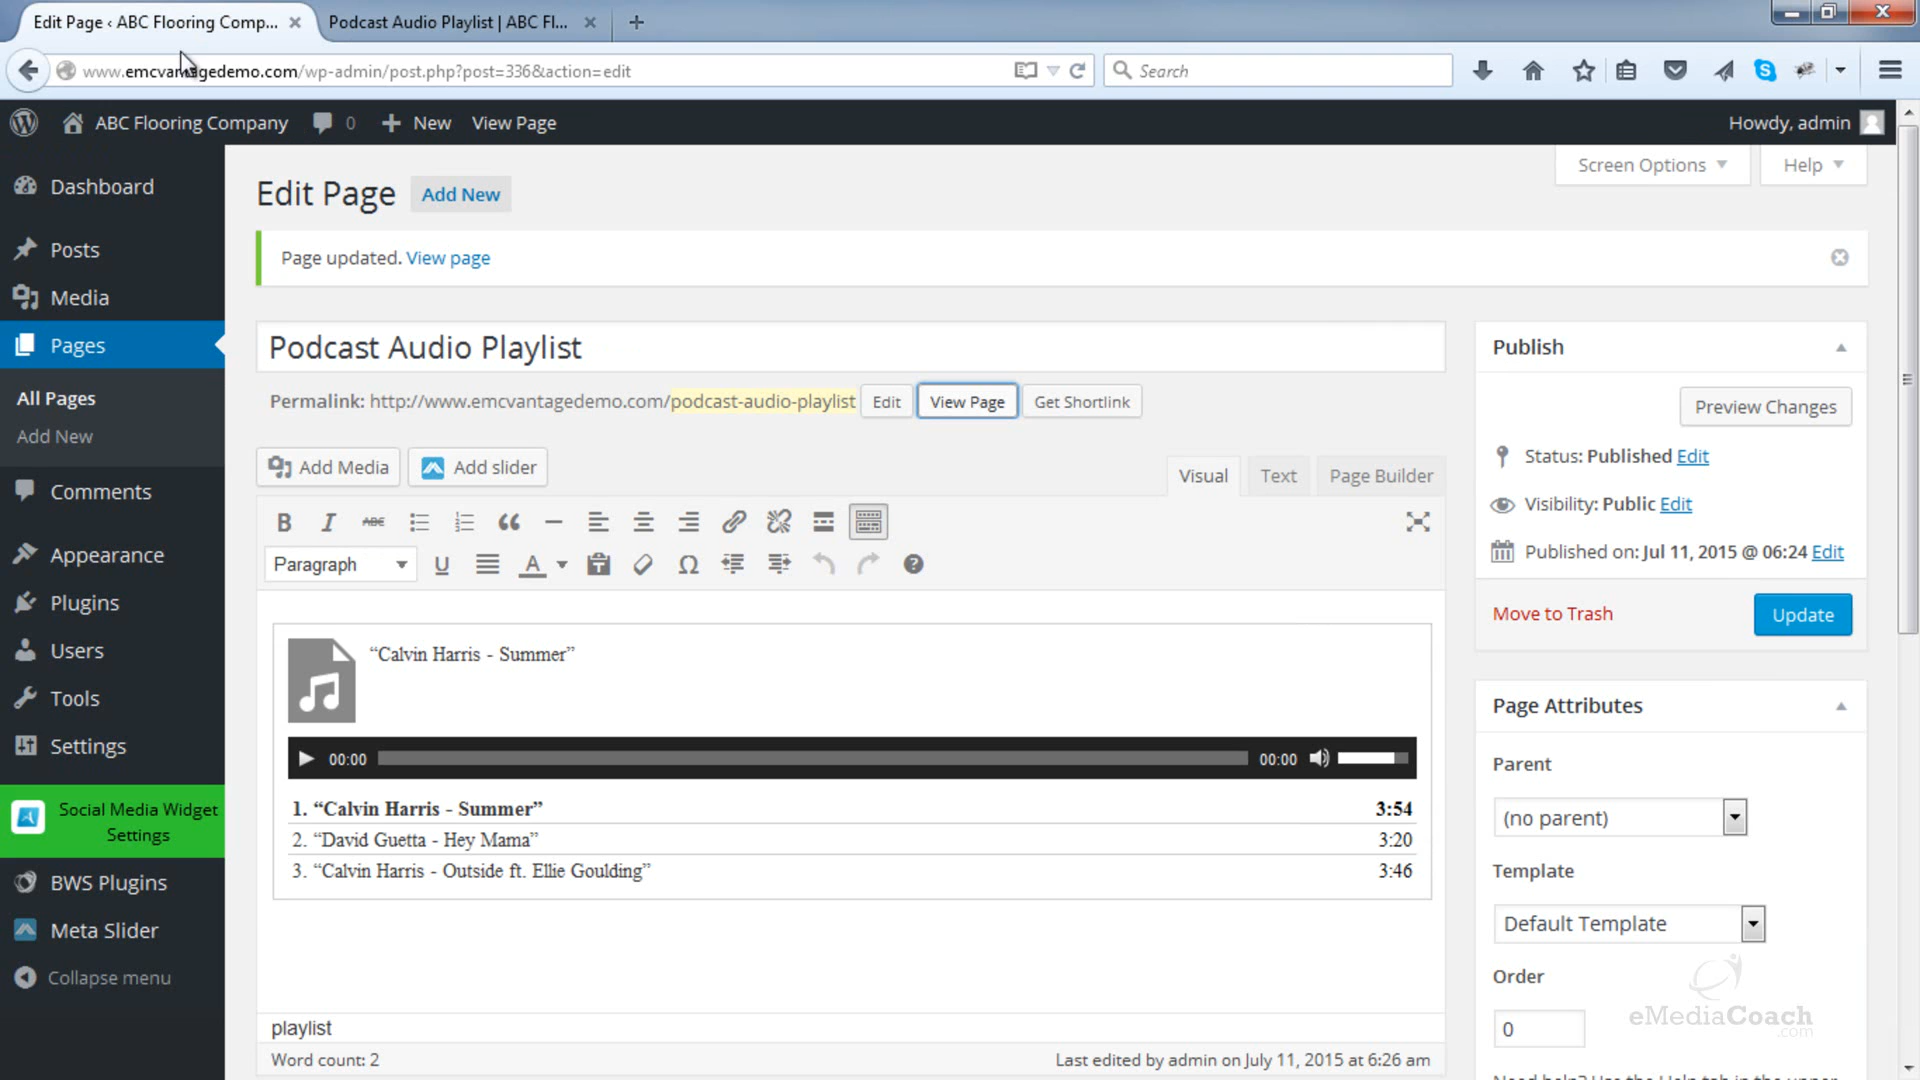 Edit Page ‹ ABC Flooring Comp...
Podcast Audio Playlist | ABC Fl...
www.emcvantagedemo.com/wp-admin/post.php?post=336&action=edit
Search
ABC Flooring Company
0
New
View Page
Howdy, admin
Screen Options
Help
Dashboard
Posts
Media
Pages
All Pages
Add New
Comments
Appearance
Plugins
Users
Tools
Settings
Social Media Widget
Settings
BWS Plugins
Meta Slider
Collapse menu
Edit Page
Add New
Page updated. View page
Podcast Audio Playlist
Permalink: http://www.emcvantagedemo.com/podcast-audio-playlist
Edit
View Page
Get Shortlink
Add Media
Add slider
Visual
Text
Page Builder
B
I
ABC
Paragraph
U
A
Ω
“Calvin Harris - Summer”
00:00
00:00
1. “Calvin Harris - Summer” 3:54
2. “David Guetta - Hey Mama” 3:20
3. “Calvin Harris - Outside ft. Ellie Goulding” 3:46
playlist
Word count: 2
Last edited by admin on July 11, 2015 at 6:26 am
Publish
Preview Changes
Status: Published Edit
Visibility: Public Edit
Published on: Jul 11, 2015 @ 06:24 Edit
Move to Trash
Update
Page Attributes
Parent
(no parent)
Template
Default Template
Order
0
eMediaCoach
.com